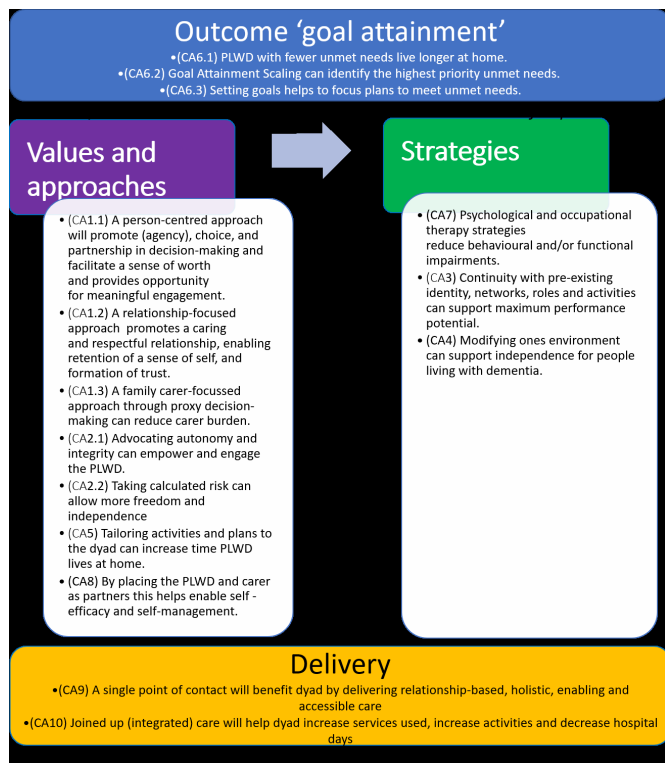 Outcome ‘goal attainment’
•(CA6.1) PLWD with fewer unmet needs live longer at home.
•(CA6.2) Goal Attainment Scaling can identify the highest priority unmet needs.
•(CA6.3) Setting goals helps to focus plans to meet unmet needs.
Values and
approaches
• (CA1.1) A person-centred approach
will promote (agency), choice, and
partnership in decision-making and
facilitate a sense of worth
and provides opportunity
for meaningful engagement.
• (CA1.2) A relationship-focused
approach promotes a caring
and respectful relationship, enabling
retention of a sense of self, and
formation of trust.
• (CA1.3) A family carer-focussed
approach through proxy decision-
making can reduce carer burden.
• (CA2.1) Advocating autonomy and
integrity can empower and engage
the PLWD.
• (CA2.2) Taking calculated risk can
allow more freedom and
independence
• (CA5) Tailoring activities and plans to
the dyad can increase time PLWD
lives at home.
• (CA8) By placing the PLWD and carer
as partners this helps enable self -
efficacy and self-management.
Strategies
• (CA7) Psychological and occupational
therapy strategies
reduce behavioural and/or functional
impairments.
• (CA3) Continuity with pre-existing
identity, networks, roles and activities
can support maximum performance
potential.
• (CA4) Modifying ones environment
can support independence for people
living with dementia.
Delivery
•(CA9) A single point of contact will benefit dyad by delivering relationship-based, holistic, enabling and
accessible care
•(CA10) Joined up (integrated) care will help dyad increase services used, increase activities and decrease hospital
days